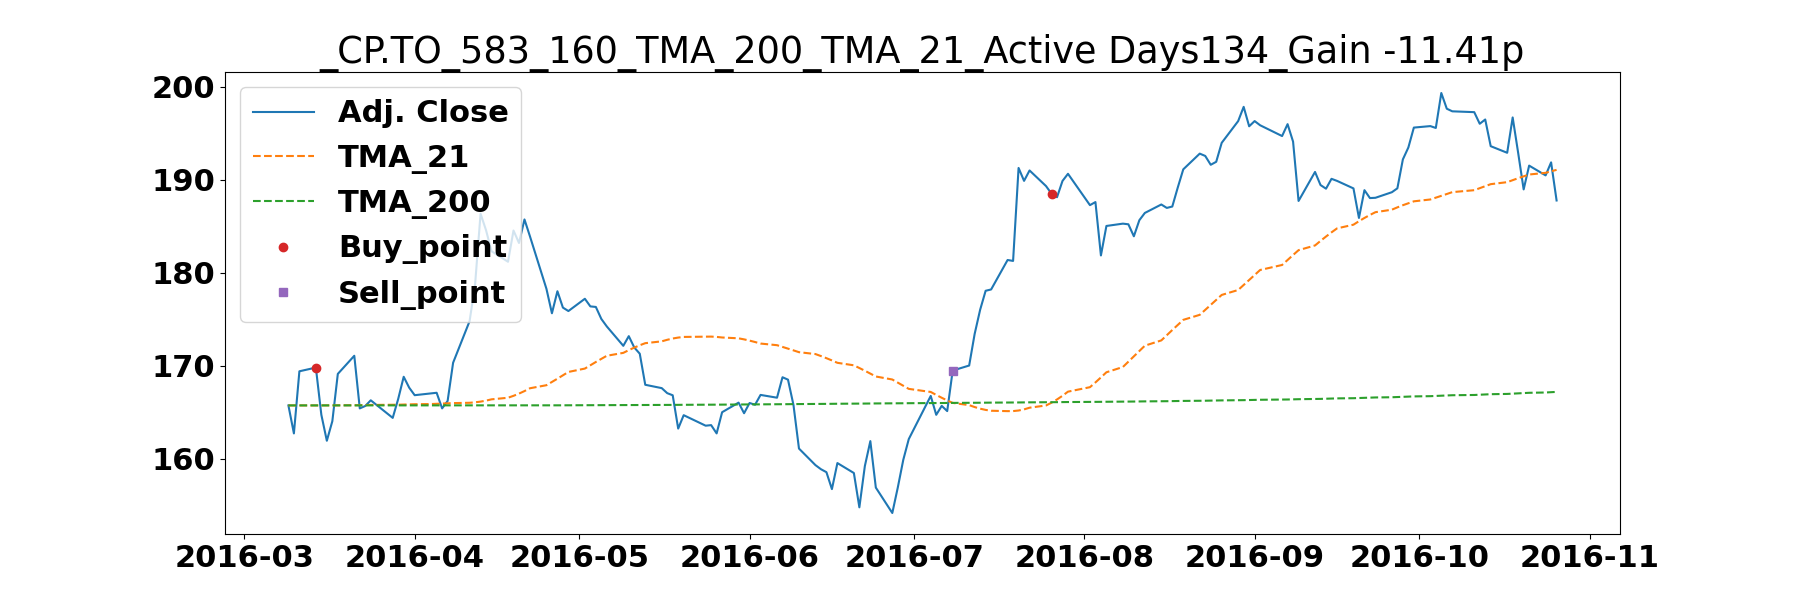 _CP.TO_583_160_TMA_200_TMA_21_Active Days134_Gain -11.41p
200
190
180
170
160
Adj. Close
TMA_21
TMA_200
Buy_point
Sell_point
2016-03 2016-04 2016-05 2016-06 2016-07 2016-08 2016-09 2016-10 2016-11